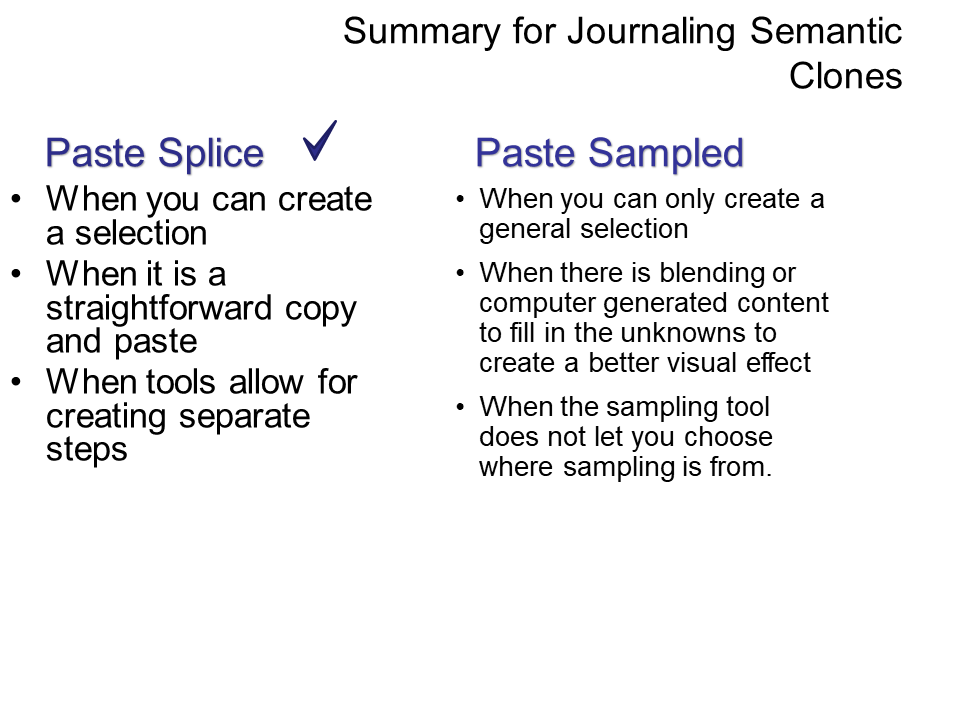 Summary for Journaling Semantic
Clones
Paste Splice
• When you can create
a selection
• When it is a
straightforward copy
and paste
• When tools allow for
creating separate
steps
Paste Sampled
• When you can only create a
general selection
• When there is blending or
computer generated content
to fill in the unknowns to
create a better visual effect
• When the sampling tool
does not let you choose
where sampling is from.